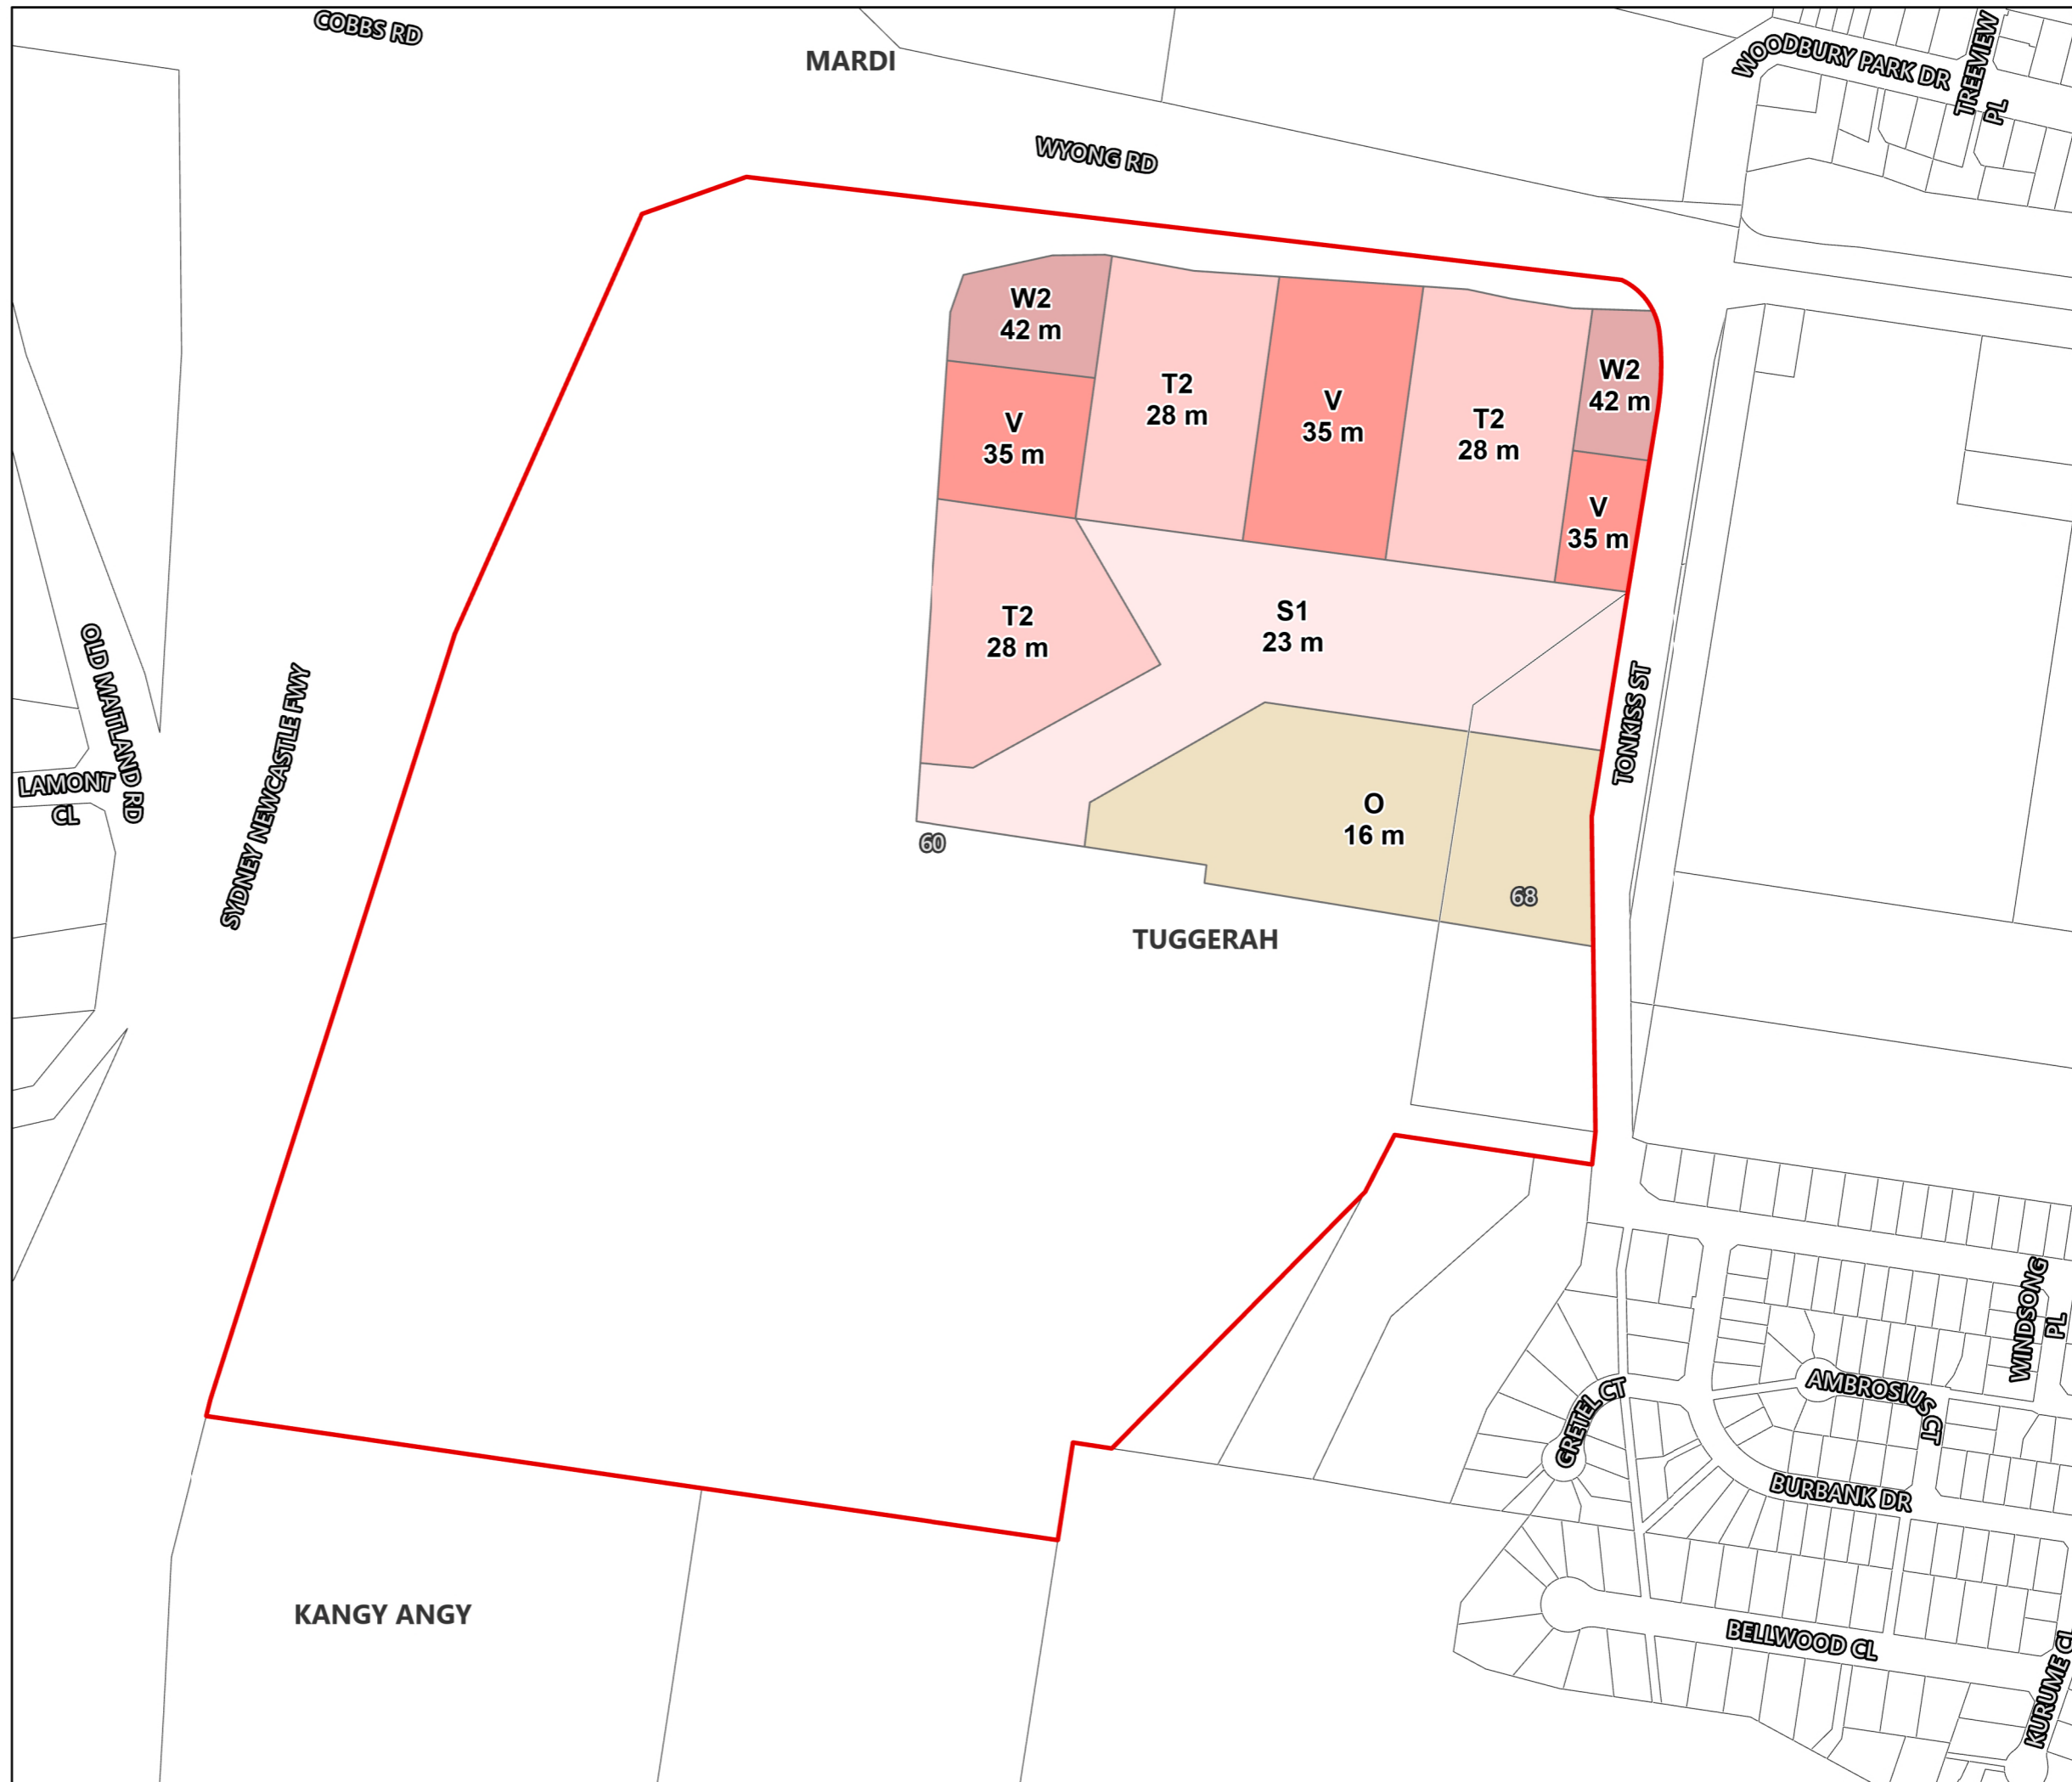 COBBS RD
MARDI
WOODBURY PARK DR
TREEVIEW
PL
WYONG RD
W2
42 m
T2
28 m
V
35 m
T2
28 m
W2
42 m
V
35 m
V
35 m
T2
28 m
S1
23 m
OLD MAITLAND RD
SYDNEY NEWCASTLE FWY
TONKISS ST
LAMONT
CL
O
16 m
60
68
TUGGERAH
WINDSONG
PL
GRETEL CT
AMBROSIUS CT
BURBANK DR
KANGY ANGY
BELLWOOD CL
KURUME CL